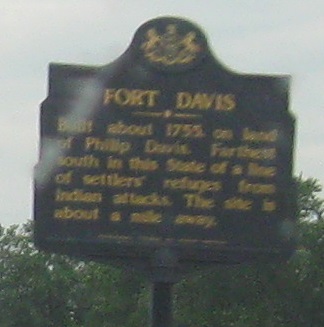 FORT DAVIS
Built about 1755 on land
of Philip Davis. Farthest
south in this State of a line
of settlers' refuges from
Indian attacks. The site is
about a mile away.